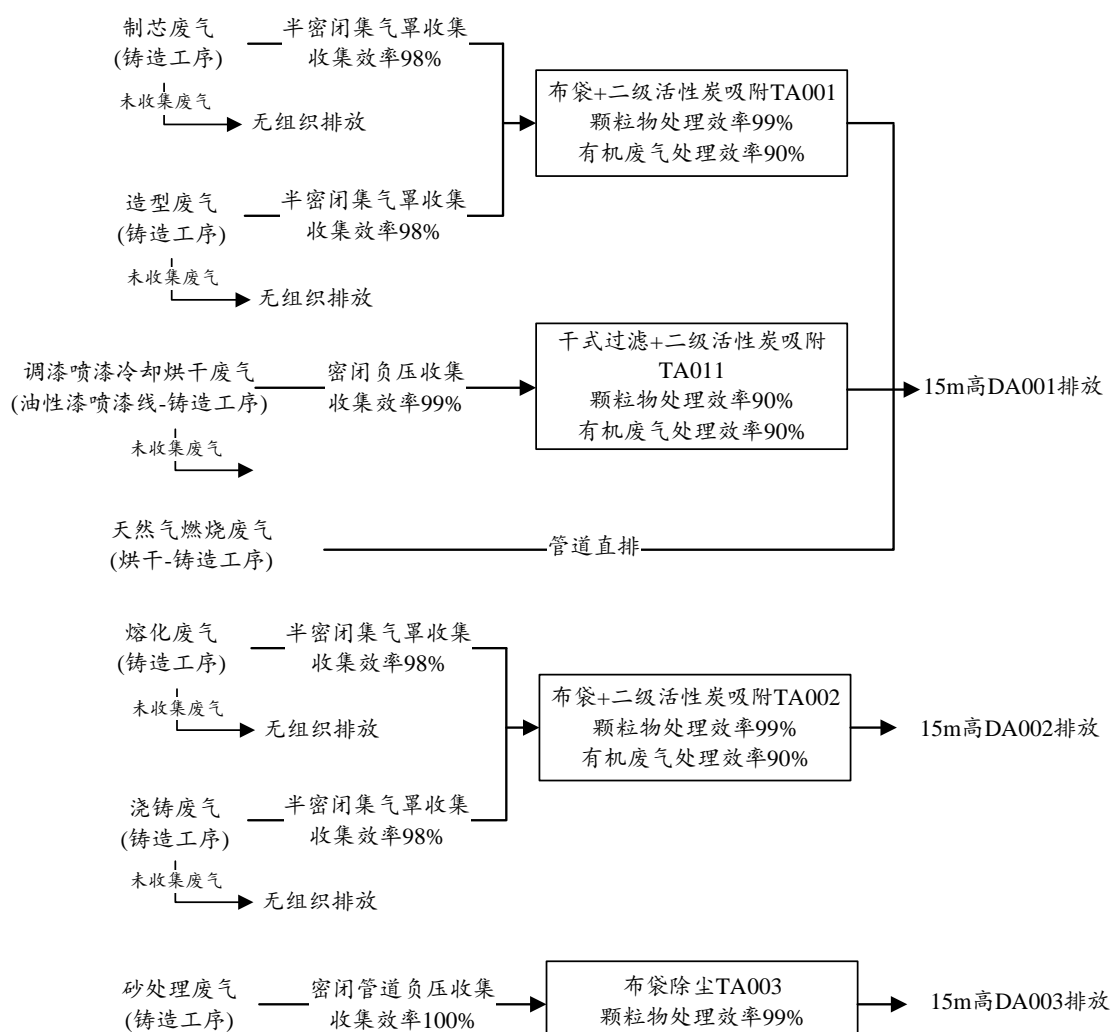 制芯废气
(铸造工序)
半密闭集气罩收集
收集效率98%
未收集废气
无组织排放
布袋+二级活性炭吸附TA001
颗粒物处理效率99%
有机废气处理效率90%
造型废气
(铸造工序)
半密闭集气罩收集
收集效率98%
未收集废气
无组织排放
调漆喷漆冷却烘干废气
(油性漆喷漆线-铸造工序)
密闭负压收集
收集效率99%
未收集废气
干式过滤+二级活性炭吸附
TA011
颗粒物处理效率90%
有机废气处理效率90%
15m高DA001排放
天然气燃烧废气
(烘干-铸造工序)
管道直排
熔化废气
(铸造工序)
半密闭集气罩收集
收集效率98%
未收集废气
无组织排放
布袋+二级活性炭吸附TA002
颗粒物处理效率99%
有机废气处理效率90%
15m高DA002排放
浇铸废气
(铸造工序)
半密闭集气罩收集
收集效率98%
未收集废气
无组织排放
砂处理废气
(铸造工序)
密闭管道负压收集
收集效率100%
布袋除尘TA003
颗粒物处理效率99%
15m高DA003排放